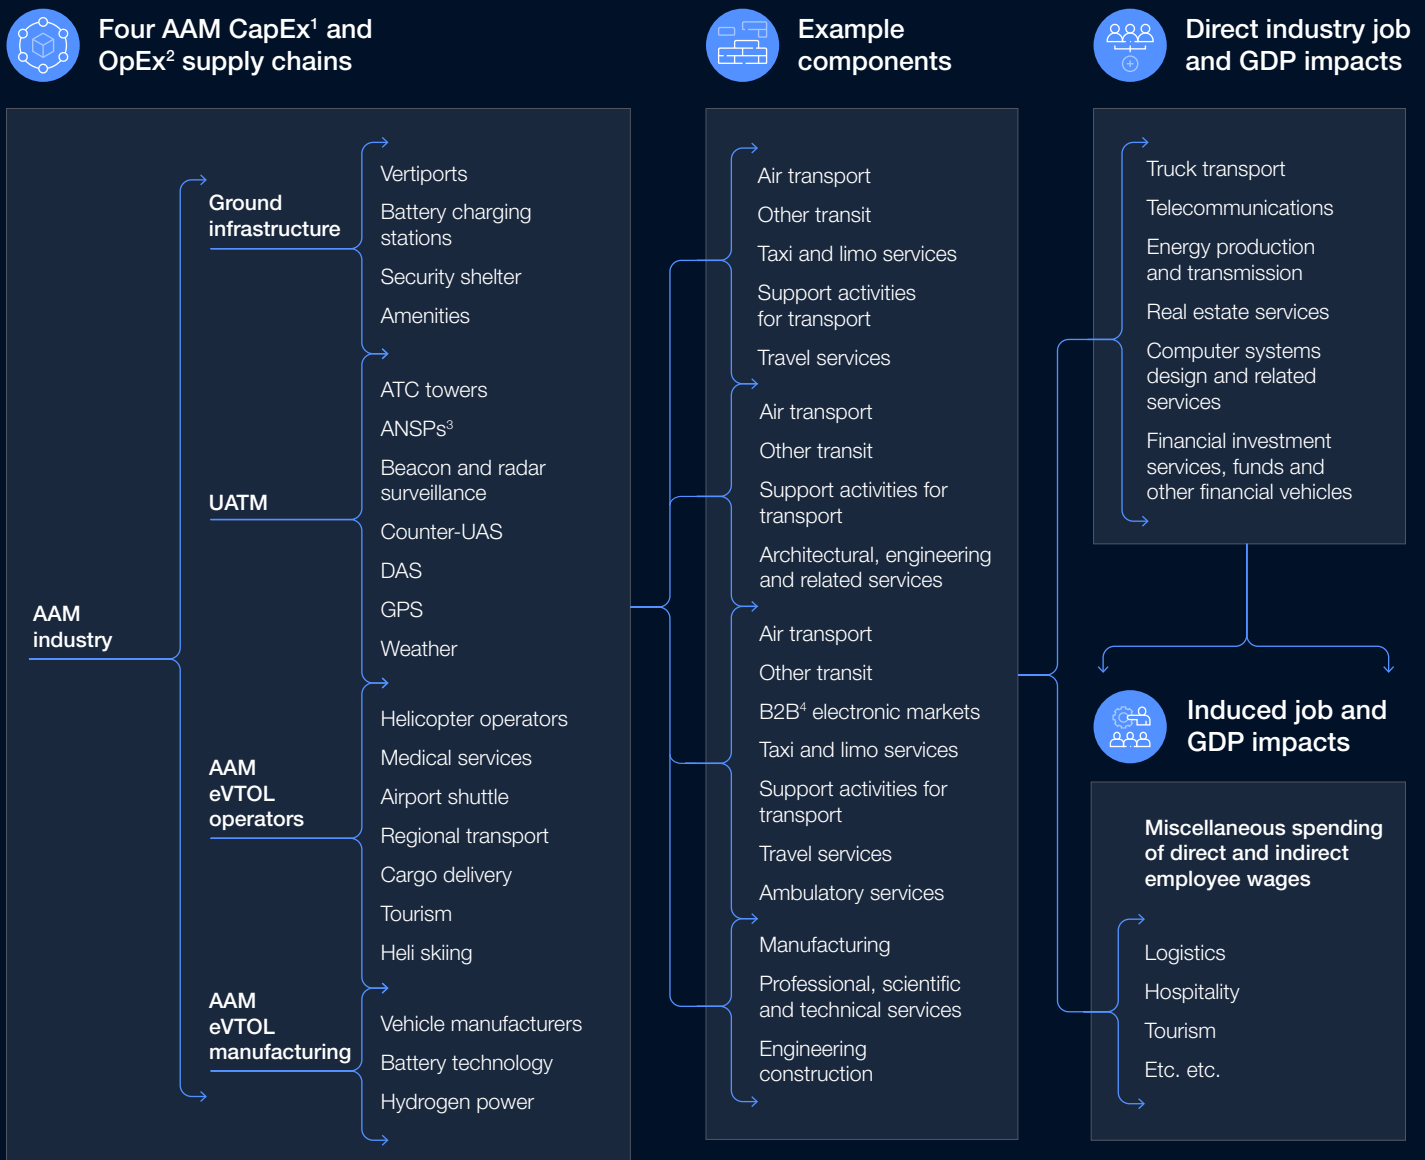 Four AAM CapEx¹ and
OpEx² supply chains
AAM
industry
Ground
infrastructure
Vertiports
Battery charging
stations
Security shelter
Amenities
UATM
ATC towers
ANSPs³
Beacon and radar
surveillance
Counter-UAS
DAS
GPS
Weather
AAM
eVTOL
operators
Helicopter operators
Medical services
Airport shuttle
Regional transport
Cargo delivery
Tourism
Heli skiing
AAM
eVTOL
manufacturing
Vehicle manufacturers
Battery technology
Hydrogen power
Example
components
Air transport
Other transit
Taxi and limo services
Support activities
for transport
Travel services
Air transport
Other transit
Support activities for
transport
Architectural, engineering
and related services
Air transport
Other transit
B2B⁴ electronic markets
Taxi and limo services
Support activities for
transport
Travel services
Ambulatory services
Manufacturing
Professional, scientific
and technical services
Engineering
construction
Direct industry job
and GDP impacts
Truck transport
Telecommunications
Energy production
and transmission
Real estate services
Computer systems
design and related
services
Financial investment
services, funds and
other financial vehicles
Induced job and
GDP impacts
Miscellaneous spending
of direct and indirect
employee wages
Logistics
Hospitality
Tourism
Etc. etc.